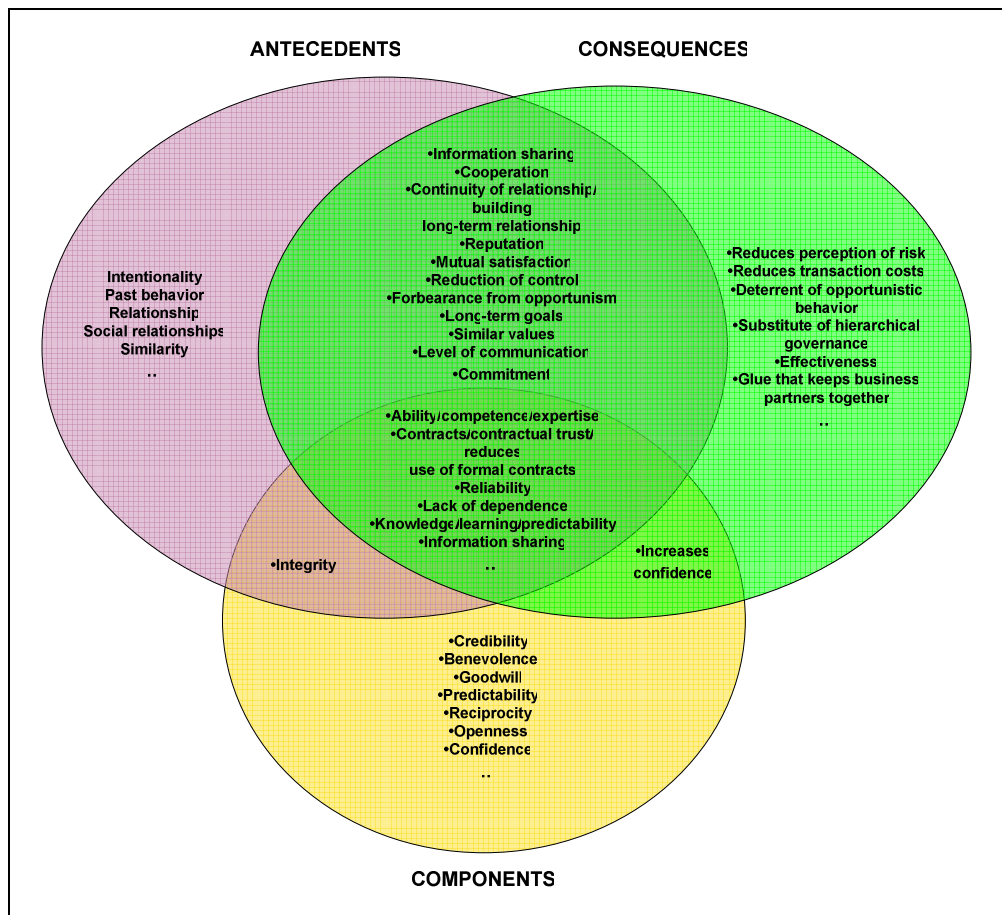 ANTECEDENTS
CONSEQUENCES
Intentionality
Past behavior
Relationship
Social relationships
Similarity
..
•Information sharing
•Cooperation
•Continuity of relationship/
building
long-term relationship
•Reputation
•Mutual satisfaction
•Reduction of control
•Forbearance from opportunism
•Long-term goals
•Similar values
•Level of communication
•Commitment
•Reduces perception of risk
•Reduces transaction costs
•Deterrent of opportunistic
behavior
•Substitute of hierarchical
governance
•Effectiveness
•Glue that keeps business
partners together
..
•Ability/competence/expertise
•Contracts/contractual trust/
reduces
use of formal contracts
•Reliability
•Lack of dependence
•Knowledge/learning/predictability
•Information sharing
..
•Integrity
•Increases
confidence
•Credibility
•Benevolence
•Goodwill
•Predictability
•Reciprocity
•Openness
•Confidence
..
COMPONENTS